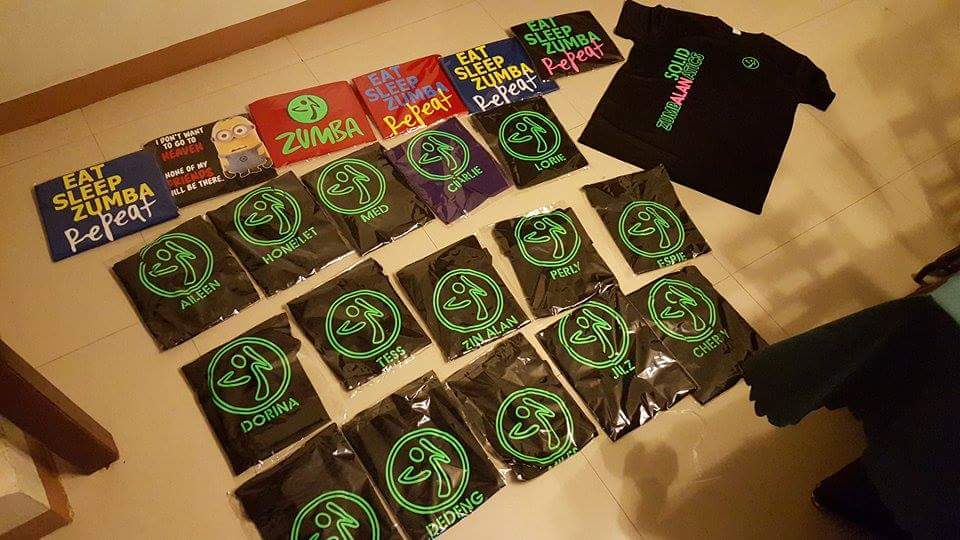 EAT
SLEEP
ZUMBA
Repeat
I DON'T WANT
TO GO TO
HEAVEN
NONE OF MY
FRIENDS
WILL BE THERE...
ZUMBA
EAT
SLEEP
ZUMBA
Repeat
EAT
SLEEP
ZUMBA
Repeat
EAT
SLEEP
ZUMBA
Repeat
SOLID
ZUMBALANATICS
AILEEN
HONEILET
MED
CHARLIE
LORIE
DORINA
TESS
ZIN ALAN
PERLY
ESPIE
BEDENG
JILZ
CHERRY